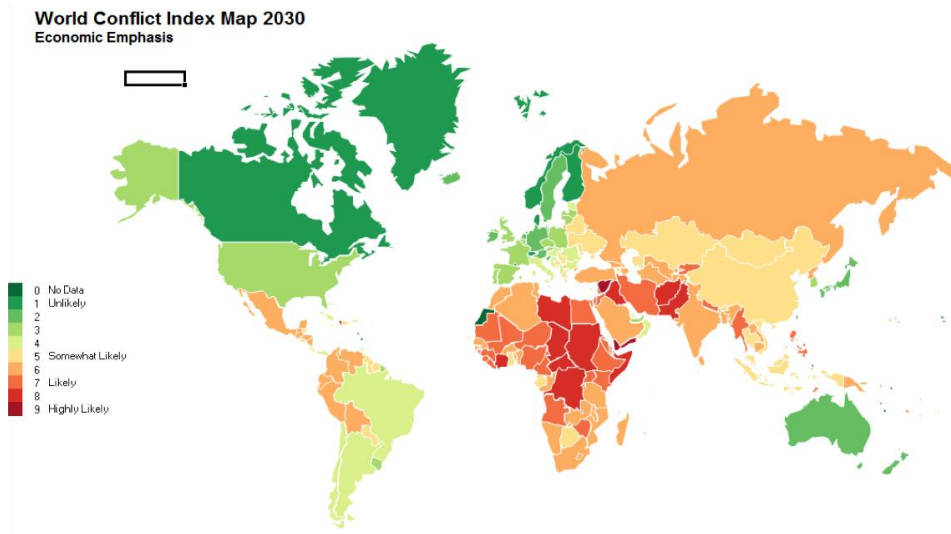 World Conflict Index Map 2030
Economic Emphasis
0 No Data
1 Unlikely
2
3
4
5 Somewhat Likely
6
7 Likely
8
9 Highly Likely